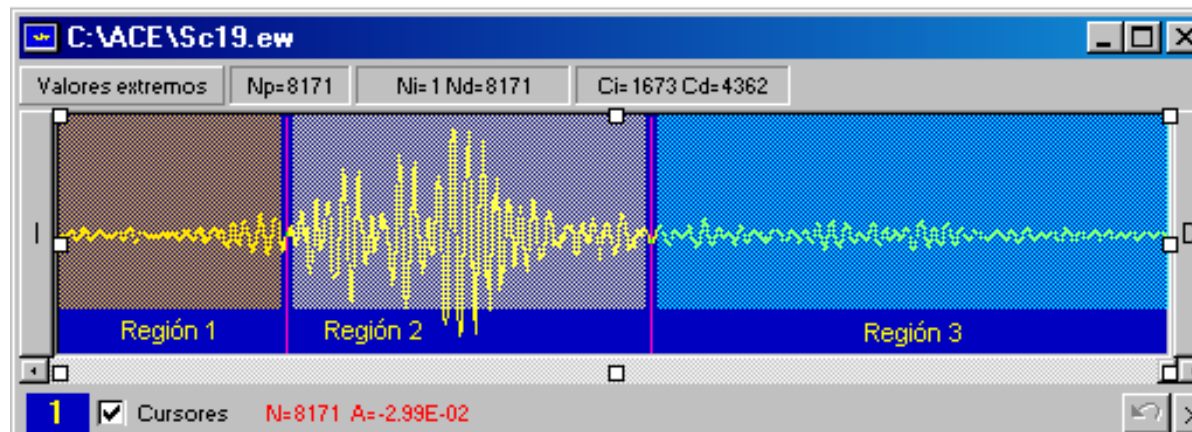 C:\ACE\Sc19.ew
Valores extremos Np=8171 Ni=1 Nd=8171 Ci=1673 Cd=4362
I D
Región 1 Región 2 Región 3
1 Cursores N=8171 A=-2.99E-02